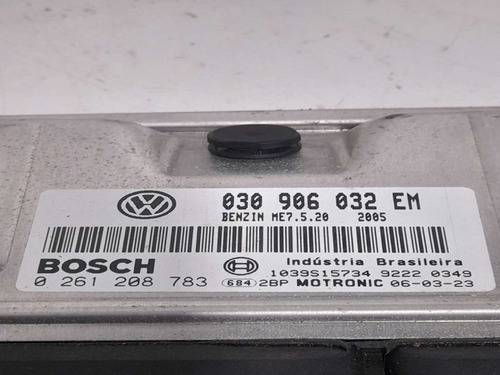 VW
030 906 032 EM
BENZIN ME7.5.20 2005
BOSCH
Indústria Brasileira
1039S15734 9222 0349
0 261 208 783
684 2BP MOTRONIC 06-03-23